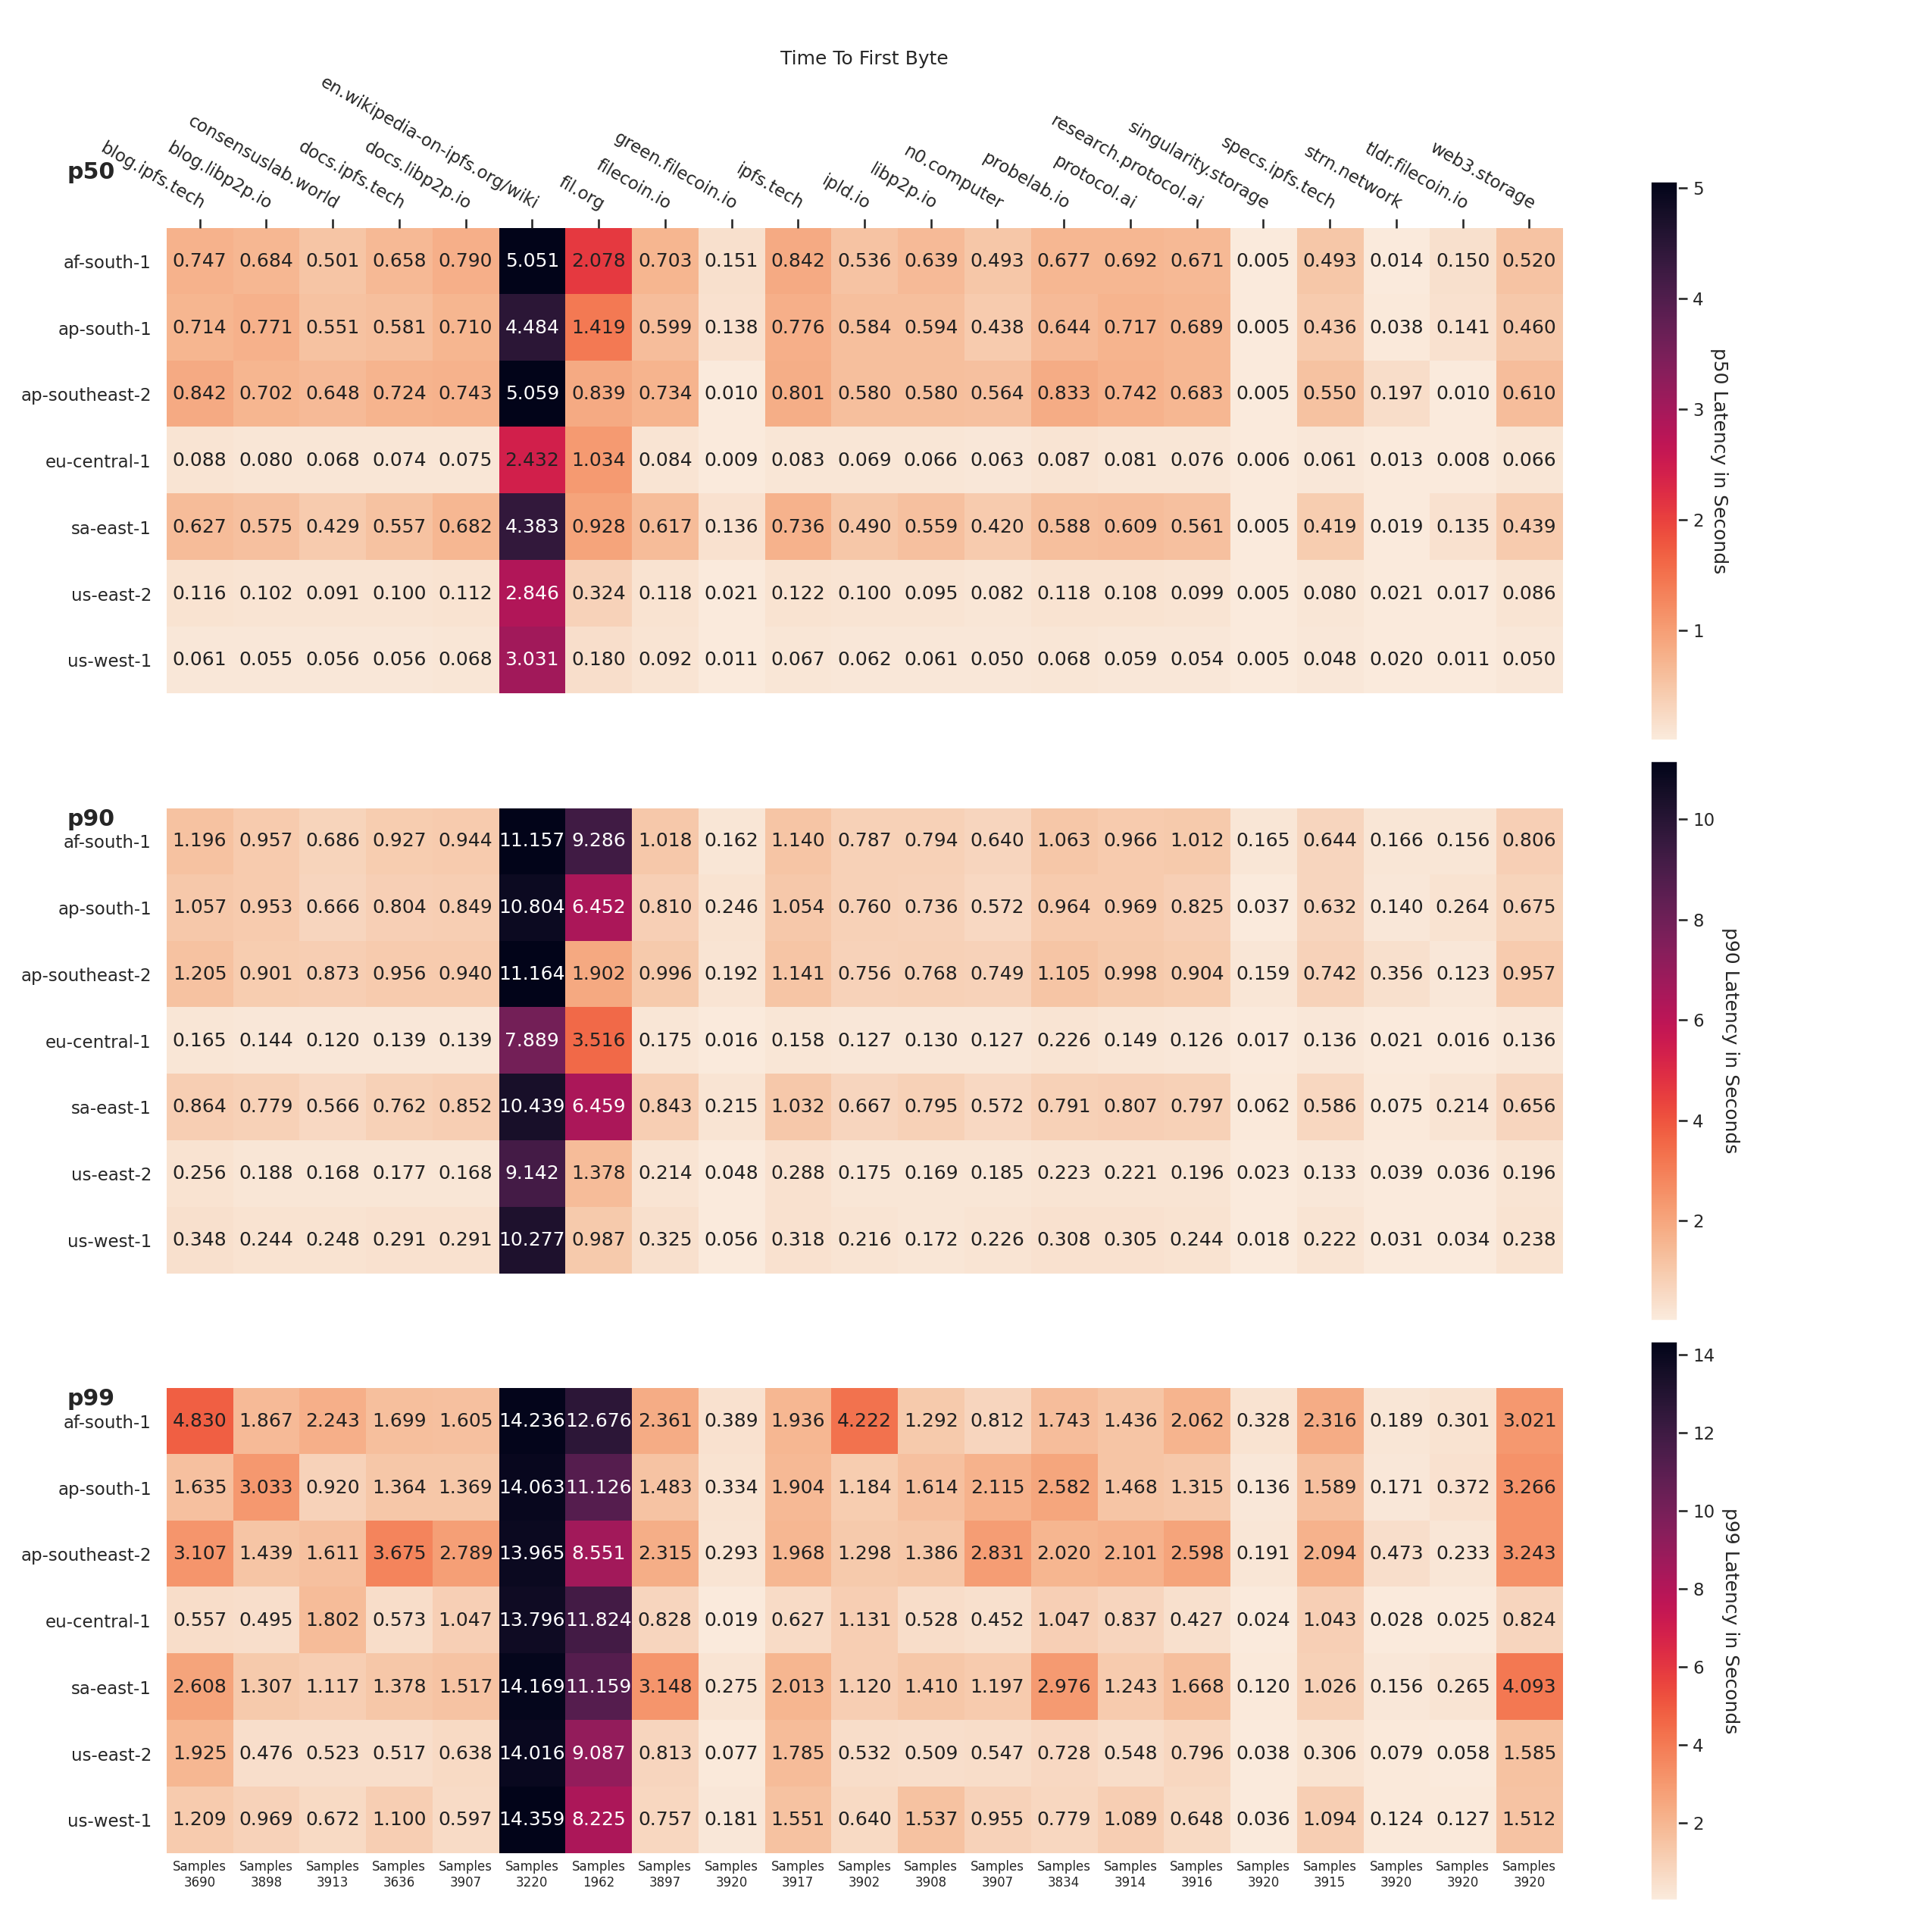 Time To First Byte
p50
blog.ipfs.tech
blog.libp2p.io
consensuslab.world
docs.ipfs.tech
docs.libp2p.io
en.wikipedia-on-ipfs.org/wiki
fil.org
filecoin.io
green.filecoin.io
ipfs.tech
ipld.io
libp2p.io
n0.computer
probelab.io
protocol.ai
research.protocol.ai
singularity.storage
specs.ipfs.tech
strn.network
tldr.filecoin.io
web3.storage
af-south-1 0.747 0.684 0.501 0.658 0.790 5.051 2.078 0.703 0.151 0.842 0.536 0.639 0.493 0.677 0.692 0.671 0.005 0.493 0.014 0.150 0.520
ap-south-1 0.714 0.771 0.551 0.581 0.710 4.484 1.419 0.599 0.138 0.776 0.584 0.594 0.438 0.644 0.717 0.689 0.005 0.436 0.038 0.141 0.460
ap-southeast-2 0.842 0.702 0.648 0.724 0.743 5.059 0.839 0.734 0.010 0.801 0.580 0.580 0.564 0.833 0.742 0.683 0.005 0.550 0.197 0.010 0.610
eu-central-1 0.088 0.080 0.068 0.074 0.075 2.432 1.034 0.084 0.009 0.083 0.069 0.066 0.063 0.087 0.081 0.076 0.006 0.061 0.013 0.008 0.066
sa-east-1 0.627 0.575 0.429 0.557 0.682 4.383 0.928 0.617 0.136 0.736 0.490 0.559 0.420 0.588 0.609 0.561 0.005 0.419 0.019 0.135 0.439
us-east-2 0.116 0.102 0.091 0.100 0.112 2.846 0.324 0.118 0.021 0.122 0.100 0.095 0.082 0.118 0.108 0.099 0.005 0.080 0.021 0.017 0.086
us-west-1 0.061 0.055 0.056 0.056 0.068 3.031 0.180 0.092 0.011 0.067 0.062 0.061 0.050 0.068 0.059 0.054 0.005 0.048 0.020 0.011 0.050
5
4
3
2
1
p50 Latency in Seconds
p90
af-south-1 1.196 0.957 0.686 0.927 0.944 11.157 9.286 1.018 0.162 1.140 0.787 0.794 0.640 1.063 0.966 1.012 0.165 0.644 0.166 0.156 0.806
ap-south-1 1.057 0.953 0.666 0.804 0.849 10.804 6.452 0.810 0.246 1.054 0.760 0.736 0.572 0.964 0.969 0.825 0.037 0.632 0.140 0.264 0.675
ap-southeast-2 1.205 0.901 0.873 0.956 0.940 11.164 1.902 0.996 0.192 1.141 0.756 0.768 0.749 1.105 0.998 0.904 0.159 0.742 0.356 0.123 0.957
eu-central-1 0.165 0.144 0.120 0.139 0.139 7.889 3.516 0.175 0.016 0.158 0.127 0.130 0.127 0.226 0.149 0.126 0.017 0.136 0.021 0.016 0.136
sa-east-1 0.864 0.779 0.566 0.762 0.852 10.439 6.459 0.843 0.215 1.032 0.667 0.795 0.572 0.791 0.807 0.797 0.062 0.586 0.075 0.214 0.656
us-east-2 0.256 0.188 0.168 0.177 0.168 9.142 1.378 0.214 0.048 0.288 0.175 0.169 0.185 0.223 0.221 0.196 0.023 0.133 0.039 0.036 0.196
us-west-1 0.348 0.244 0.248 0.291 0.291 10.277 0.987 0.325 0.056 0.318 0.216 0.172 0.226 0.308 0.305 0.244 0.018 0.222 0.031 0.034 0.238
10
8
6
4
2
p90 Latency in Seconds
p99
af-south-1 4.830 1.867 2.243 1.699 1.605 14.236 12.676 2.361 0.389 1.936 4.222 1.292 0.812 1.743 1.436 2.062 0.328 2.316 0.189 0.301 3.021
ap-south-1 1.635 3.033 0.920 1.364 1.369 14.063 11.126 1.483 0.334 1.904 1.184 1.614 2.115 2.582 1.468 1.315 0.136 1.589 0.171 0.372 3.266
ap-southeast-2 3.107 1.439 1.611 3.675 2.789 13.965 8.551 2.315 0.293 1.968 1.298 1.386 2.831 2.020 2.101 2.598 0.191 2.094 0.473 0.233 3.243
eu-central-1 0.557 0.495 1.802 0.573 1.047 13.796 11.824 0.828 0.019 0.627 1.131 0.528 0.452 1.047 0.837 0.427 0.024 1.043 0.028 0.025 0.824
sa-east-1 2.608 1.307 1.117 1.378 1.517 14.169 11.159 3.148 0.275 2.013 1.120 1.410 1.197 2.976 1.243 1.668 0.120 1.026 0.156 0.265 4.093
us-east-2 1.925 0.476 0.523 0.517 0.638 14.016 9.087 0.813 0.077 1.785 0.532 0.509 0.547 0.728 0.548 0.796 0.038 0.306 0.079 0.058 1.585
us-west-1 1.209 0.969 0.672 1.100 0.597 14.359 8.225 0.757 0.181 1.551 0.640 1.537 0.955 0.779 1.089 0.648 0.036 1.094 0.124 0.127 1.512
Samples Samples Samples Samples Samples Samples Samples Samples Samples Samples Samples Samples Samples Samples Samples Samples Samples Samples Samples Samples Samples
3690 3898 3913 3636 3907 3220 1962 3897 3920 3917 3902 3908 3907 3834 3914 3916 3920 3915 3920 3920 3920
14
12
10
8
6
4
2
p99 Latency in Seconds